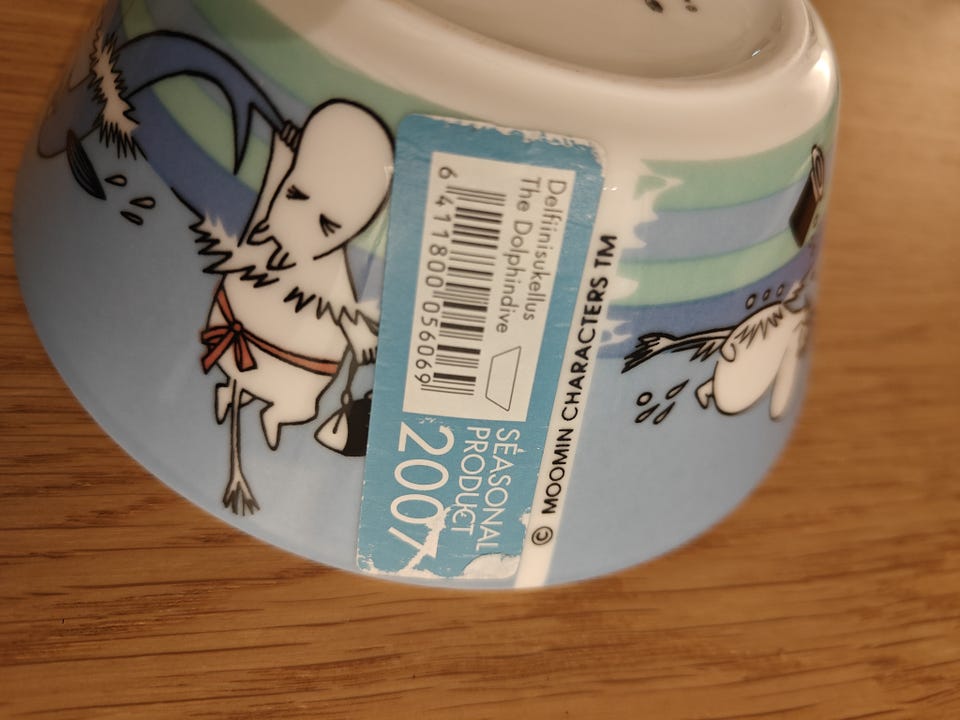 Delfiinisukellus
The Dolphindive
6 411800 056069
SEASONAL
PRODUCT
2007
© MOOMIN CHARACTERS TM